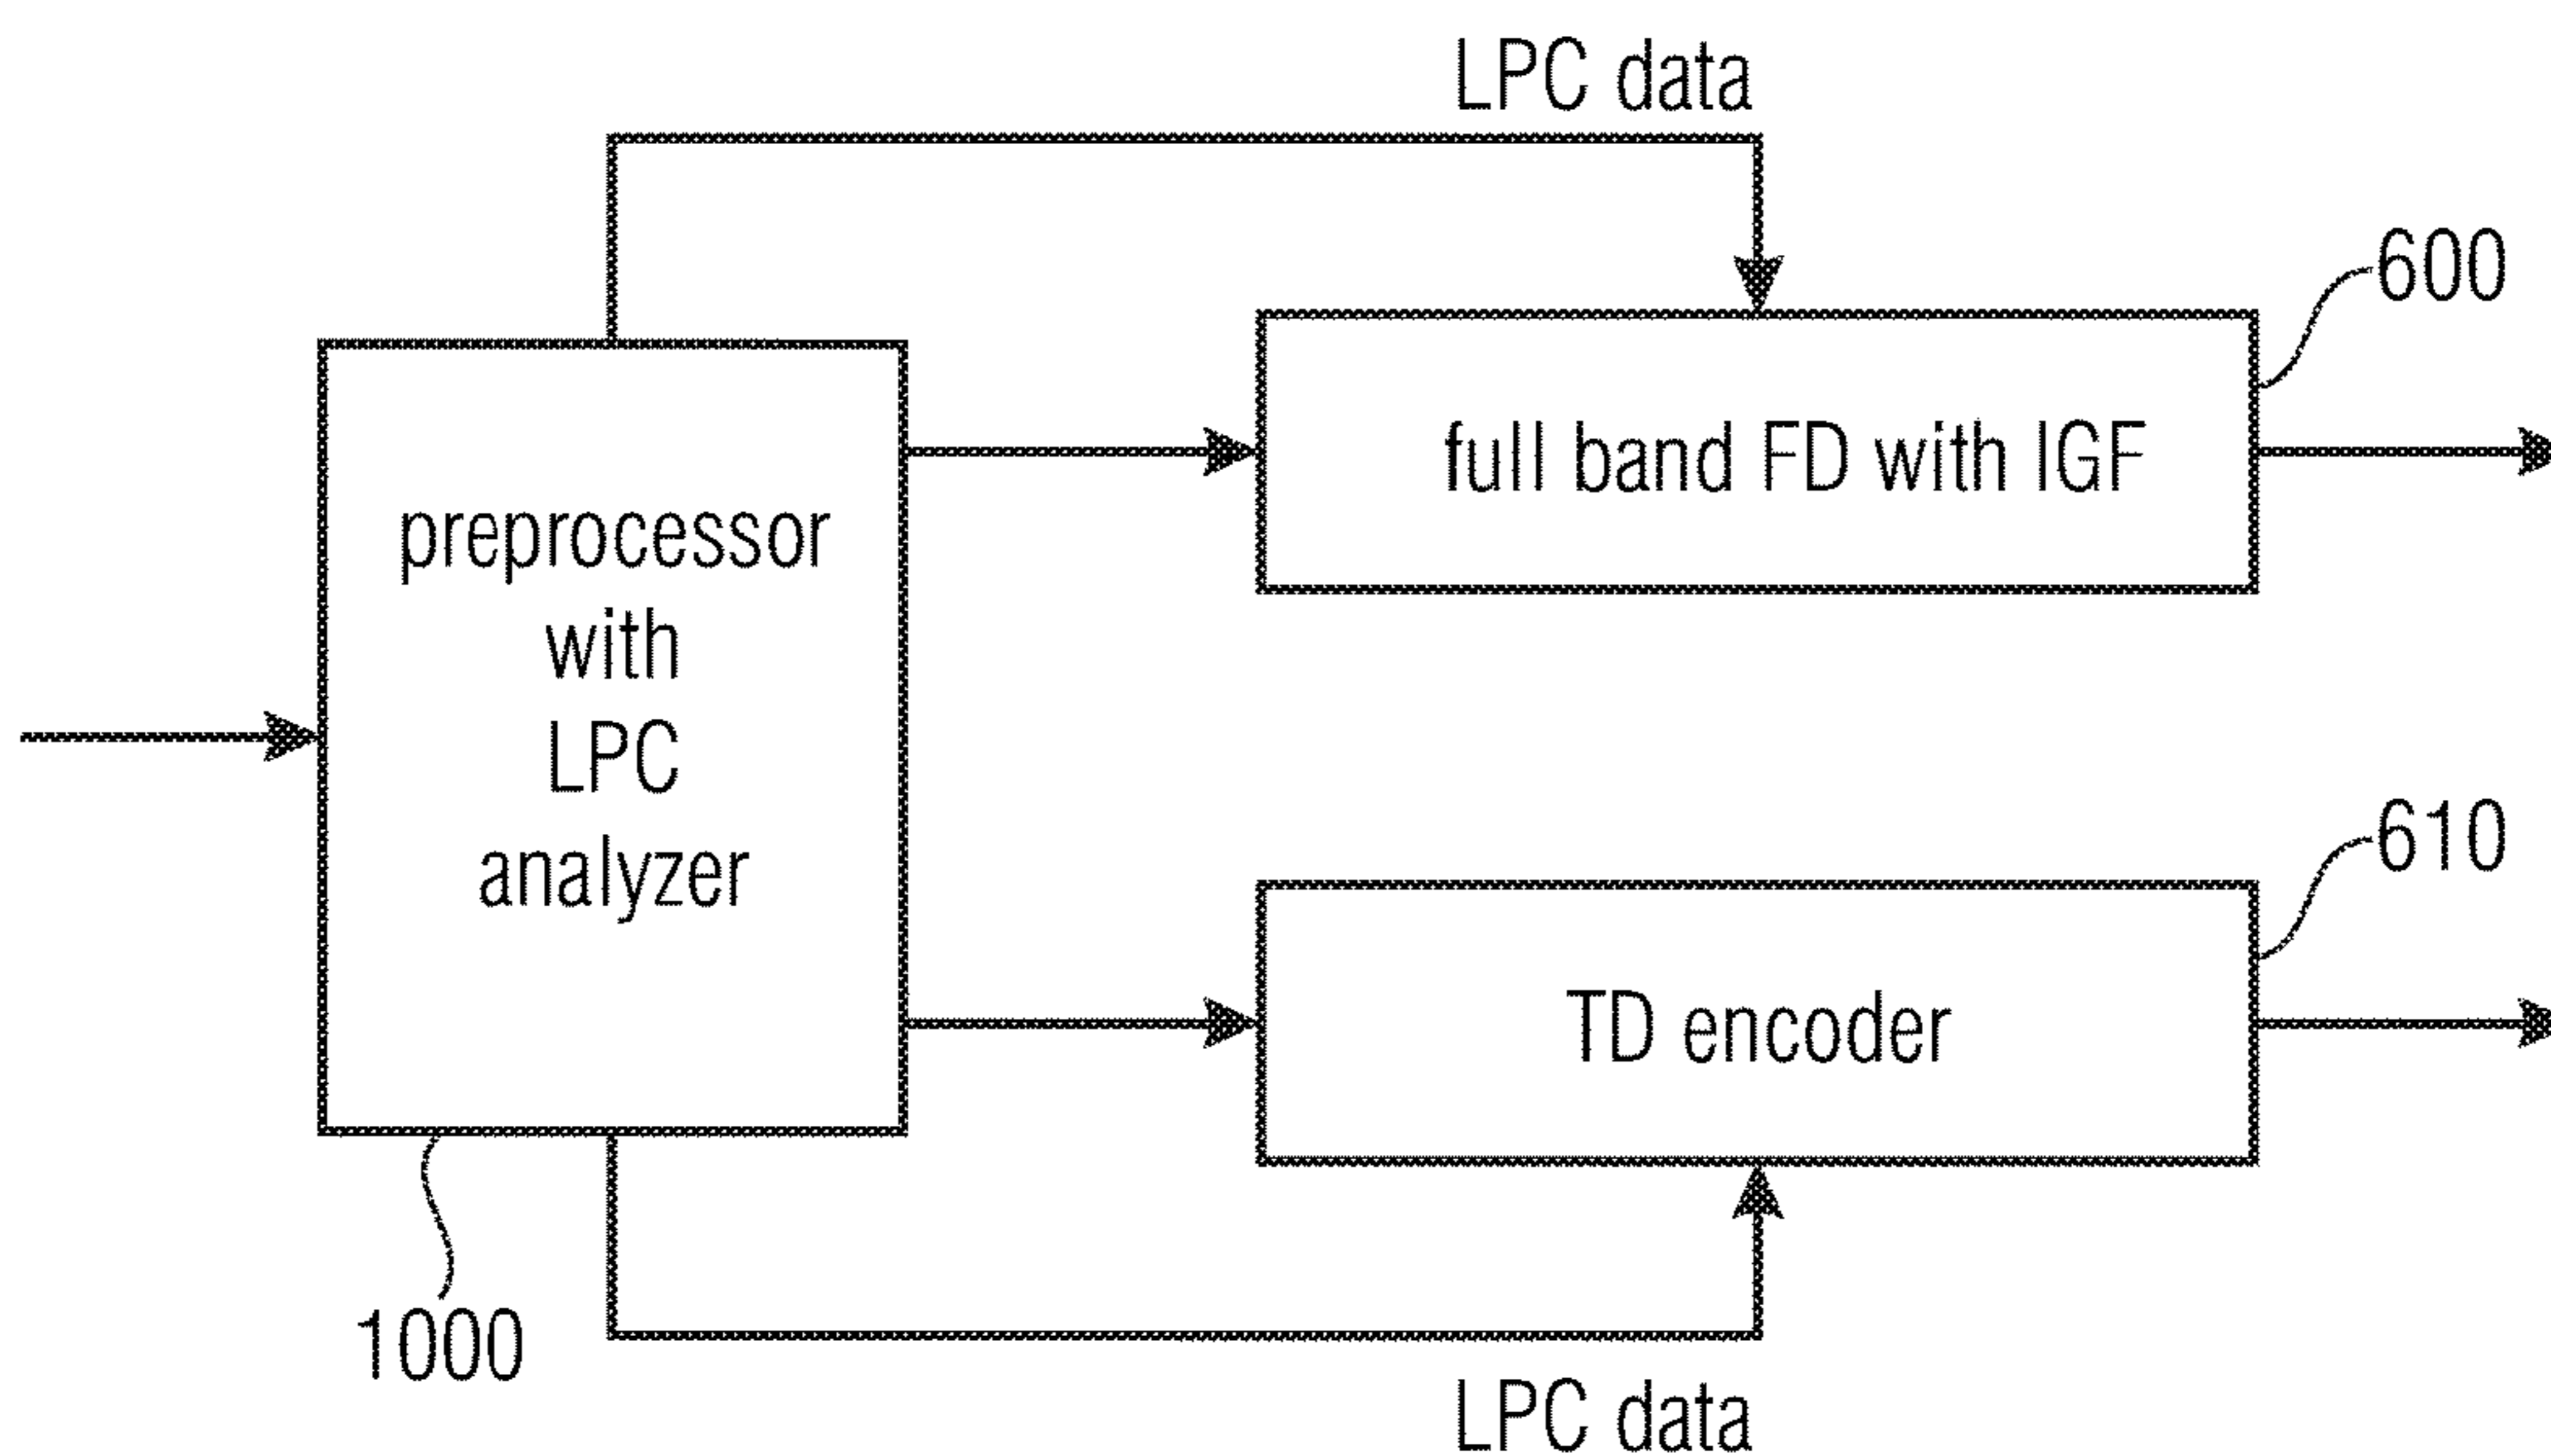 LPC data
600
full band FD with IGF
preprocessor
with
LPC
analyzer
610
TD encoder
1000
LPC data